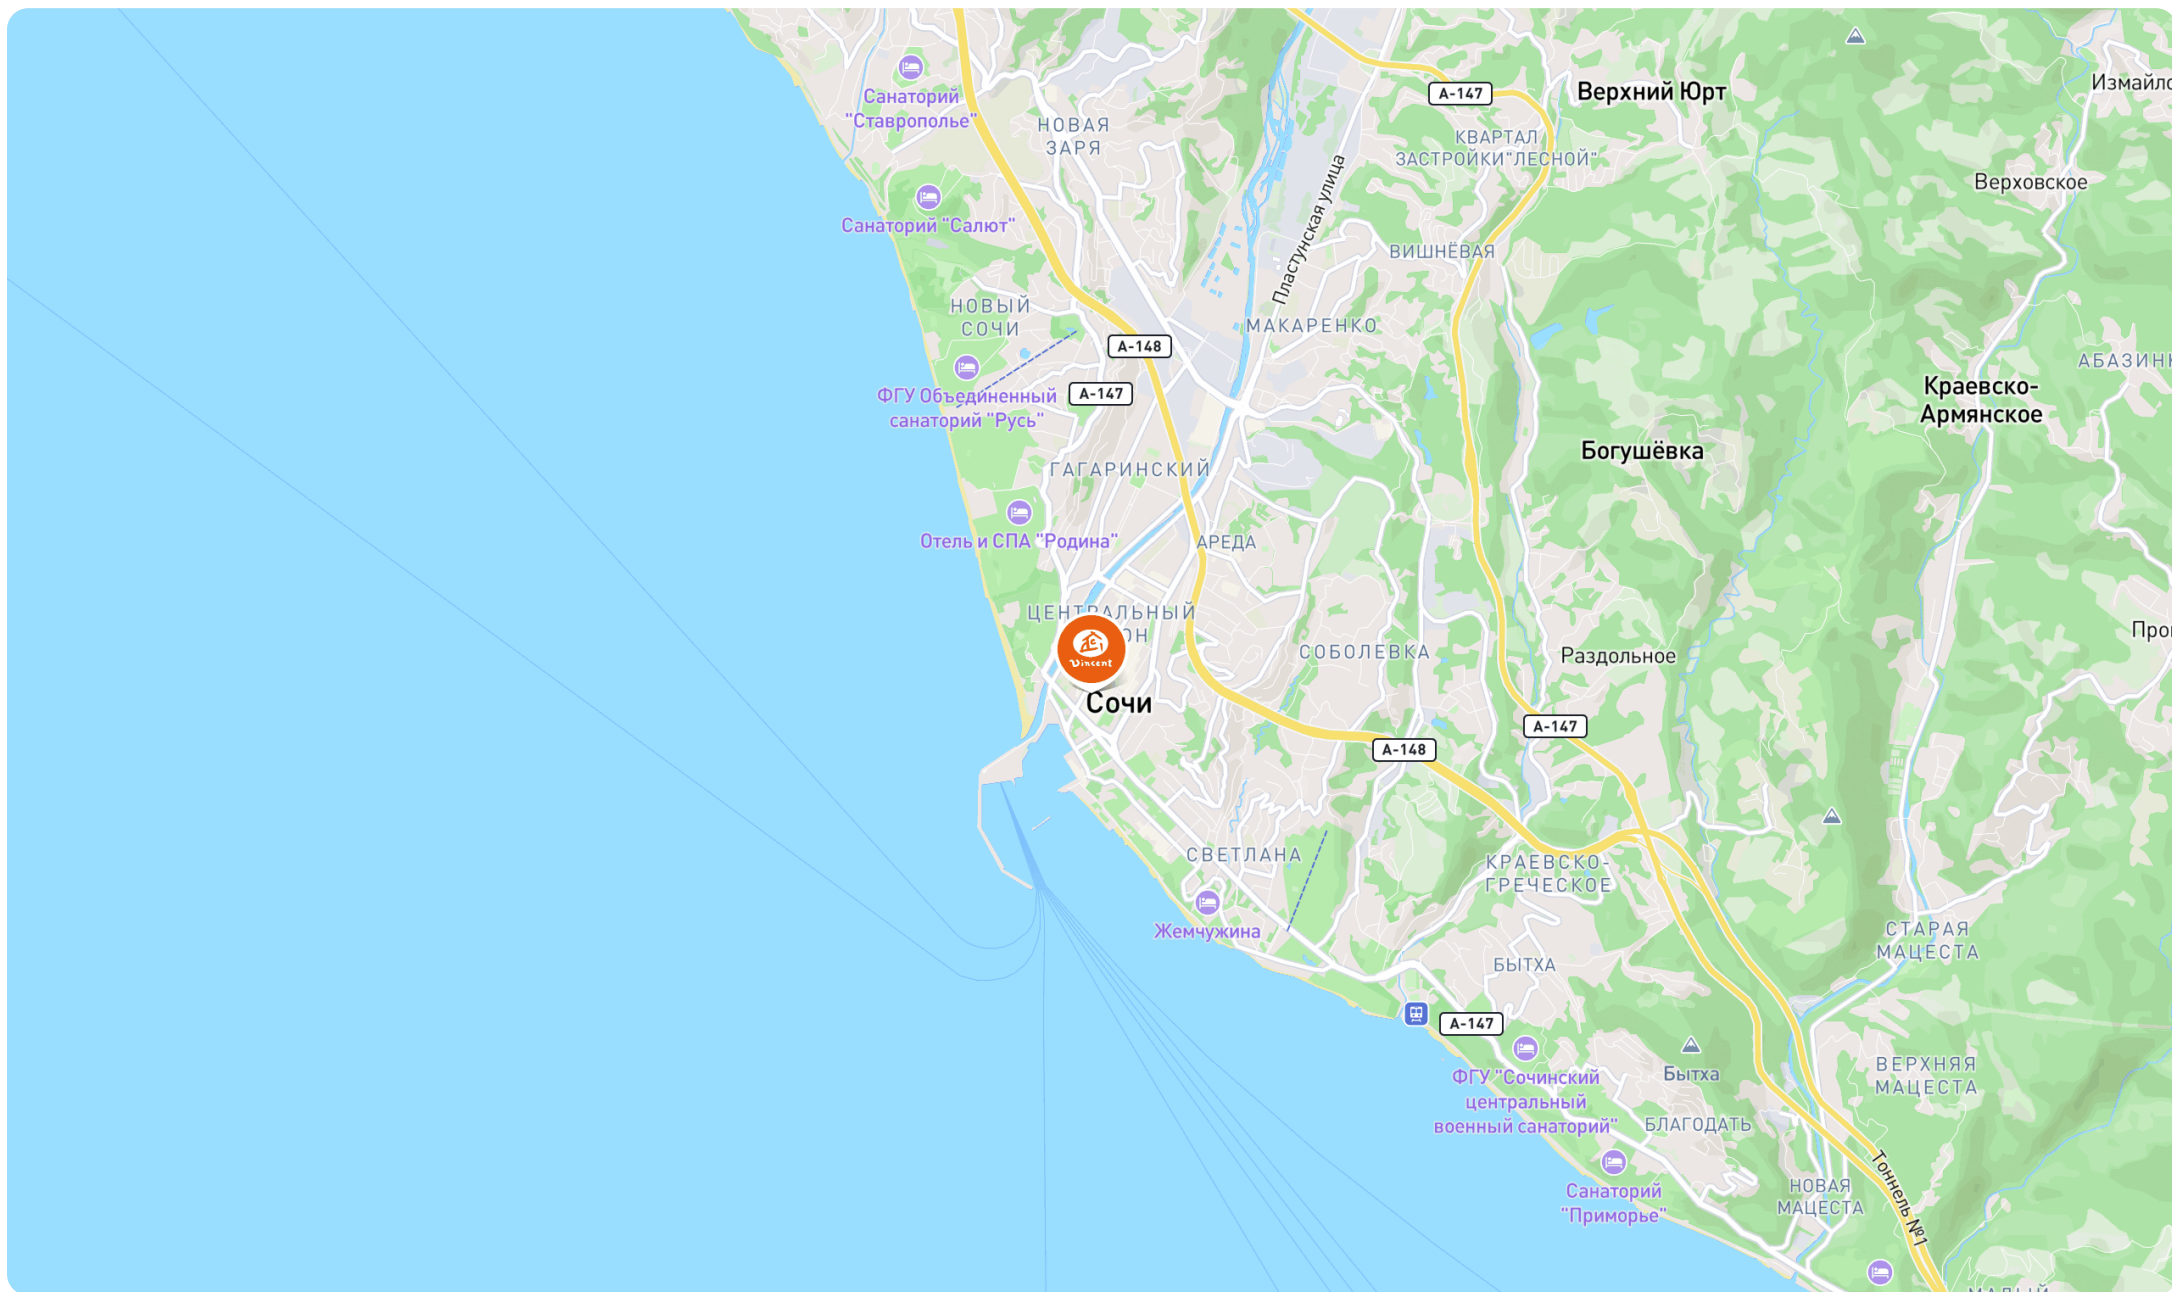 Санаторий
"Ставрополье"
НОВАЯ
ЗАРЯ
A-147
Верхний Юрт
КВАРТАЛ
ЗАСТРОЙКИ"ЛЕСНОЙ"
Верховское
Санаторий "Салют"
Пластунская улица
ВИШНЁВАЯ
НОВЫЙ
СОЧИ
МАКАРЕНКО
A-148
A-147
ФГУ Объединенный
санаторий "Русь"
Краевско-
Армянское
Богушёвка
ГАГАРИНСКИЙ
Отель и СПА "Родина"
АРЕДА
ЦЕНТРАЛЬНЫЙ
Vincent
СОБОЛЕВКА
Раздольное
Сочи
A-148
A-147
СВЕТЛАНА
КРАЕВСКО-
ГРЕЧЕСКОЕ
Жемчужина
СТАРАЯ
МАЦЕСТА
БЫТХА
A-147
ФГУ "Сочинский
центральный
военный санаторий"
Бытха
ВЕРХНЯЯ
МАЦЕСТА
БЛАГОДАТЬ
Санаторий
"Приморье"
НОВАЯ
МАЦЕСТА
Тоннель №1